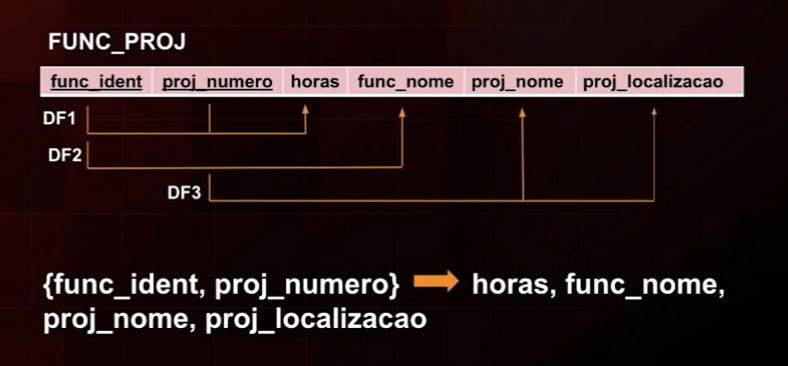 FUNC_PROJ
func_ident proj_numero horas func_nome proj_nome proj_localizacao
DF1
DF2
DF3
{func_ident, proj_numero} horas, func_nome,
proj_nome, proj_localizacao